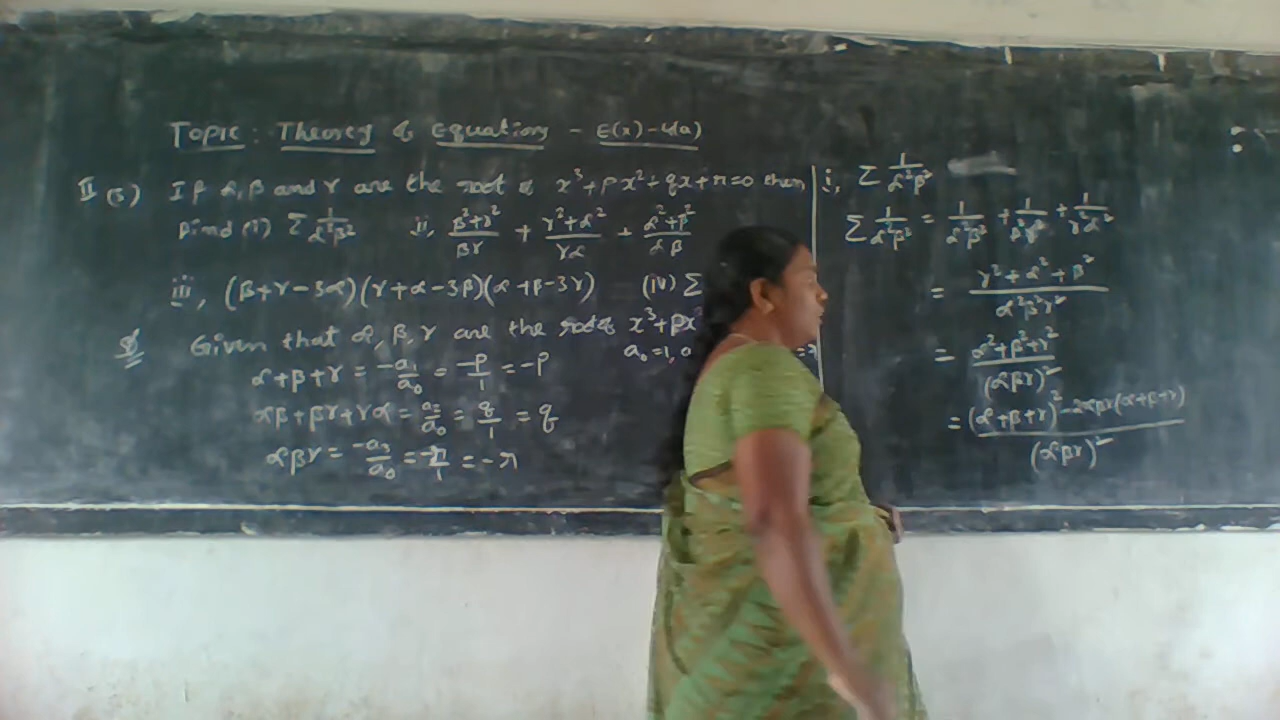 Topic : Theory of Equations - E(x) - 4(a)
II (5) If α, β and γ are the root of x³+px²+qx+r=0 then
find (i) Σ 1/α²β² ii, (β²+γ²)/βγ + (γ²+α²)/γα + (α²+β²)/αβ
iii, (β+γ-3α)(γ+α-3β)(α+β-3γ) (iv) Σ
Given that α, β, γ are the roots x³+px
a₀=1,
α+β+γ = -a₁/a₀ = -p/1 = -p
αβ+βγ+γα = a₂/a₀ = q/1 = q
αβγ = -a₃/a₀ = -r/1 = -r
i, Σ 1/α²β²
Σ 1/α²β² = 1/α²β² + 1/β²γ² + 1/γ²α²
= (γ²+α²+β²)/α²β²γ²
= (α²+β²+γ²)/(αβγ)²
= ((α+β+γ)²-2αβγ(α+β+γ))/(αβγ)²